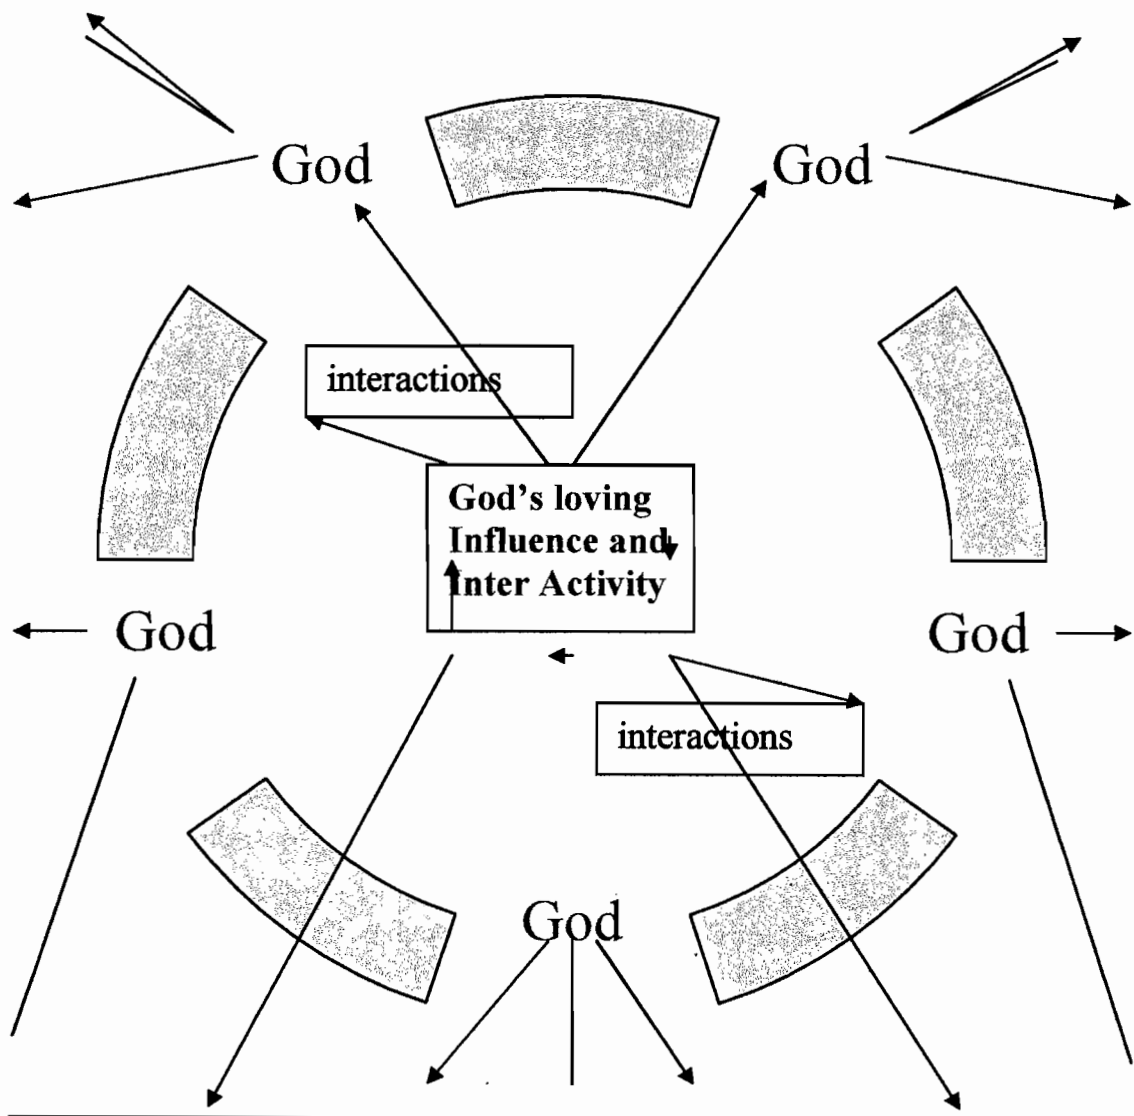 God
God
interactions
God's loving
Influence and
Inter Activity
God
God
interactions
God